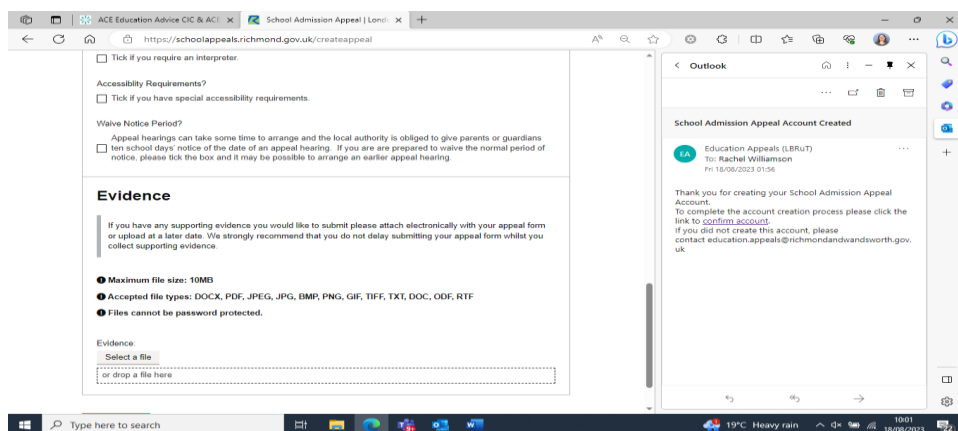 ACE Education Advice CIC & ACE
School Admission Appeal | Lond
https://schoolappeals.richmond.gov.uk/createappeal
Tick if you require an interpreter.
Accessiblity Requirements?
Tick if you have special accessibility requirements.
Waive Notice Period?
Appeal hearings can take some time to arrange and the local authority is obliged to give parents or guardians
ten school days' notice of the date of an appeal hearing. If you are are prepared to waive the normal period of
notice, please tick the box and it may be possible to arrange an earlier appeal hearing.
Evidence
If you have any supporting evidence you would like to submit please attach electronically with your appeal form
or upload at a later date. We strongly recommend that you do not delay submitting your appeal form whilst you
collect supporting evidence.
Maximum file size: 10MB
Accepted file types: DOCX, PDF, JPEG, JPG, BMP, PNG, GIF, TIFF, TXT, DOC, ODF, RTF
Files cannot be password protected.
Evidence:
Select a file
or drop a file here
Outlook
School Admission Appeal Account Created
EA
Education Appeals (LBRuT)
To: Rachel Williamson
Fri 18/08/2023 01:56
Thank you for creating your School Admission Appeal
Account.
To complete the account creation process please click the
link to confirm account.
If you did not create this account, please
contact education.appeals@richmondandwandsworth.gov.
uk
Type here to search
19°C Heavy rain
10:01
18/08/2023
22